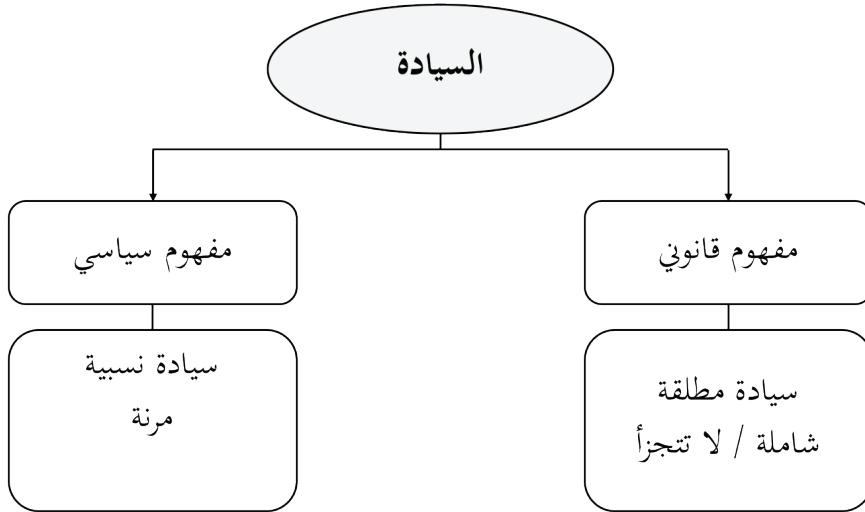 السيادة
مفهوم قانوني
مفهوم سياسي
سيادة مطلقة
شاملة / لا تتجزأ
سيادة نسبية
مرنة